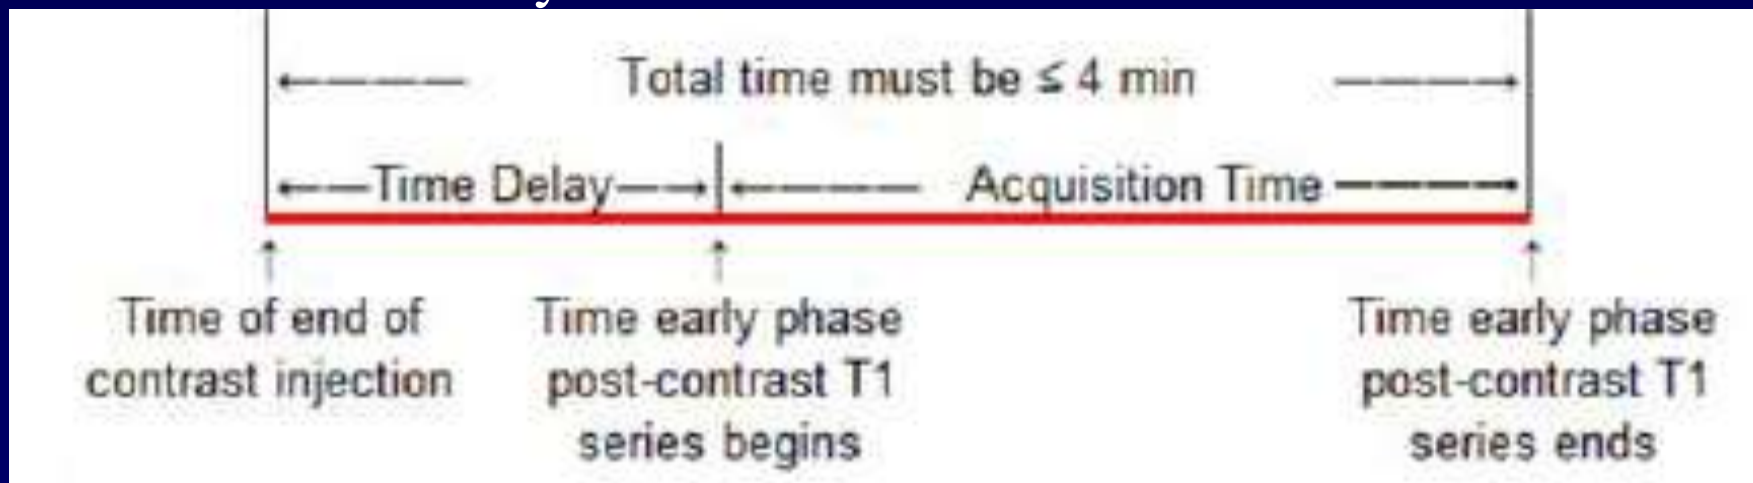 Total time must be ≤ 4 min
Time Delay
Acquisition Time
Time of end of
contrast injection
Time early phase
post-contrast T1
series begins
Time early phase
post-contrast T1
series ends